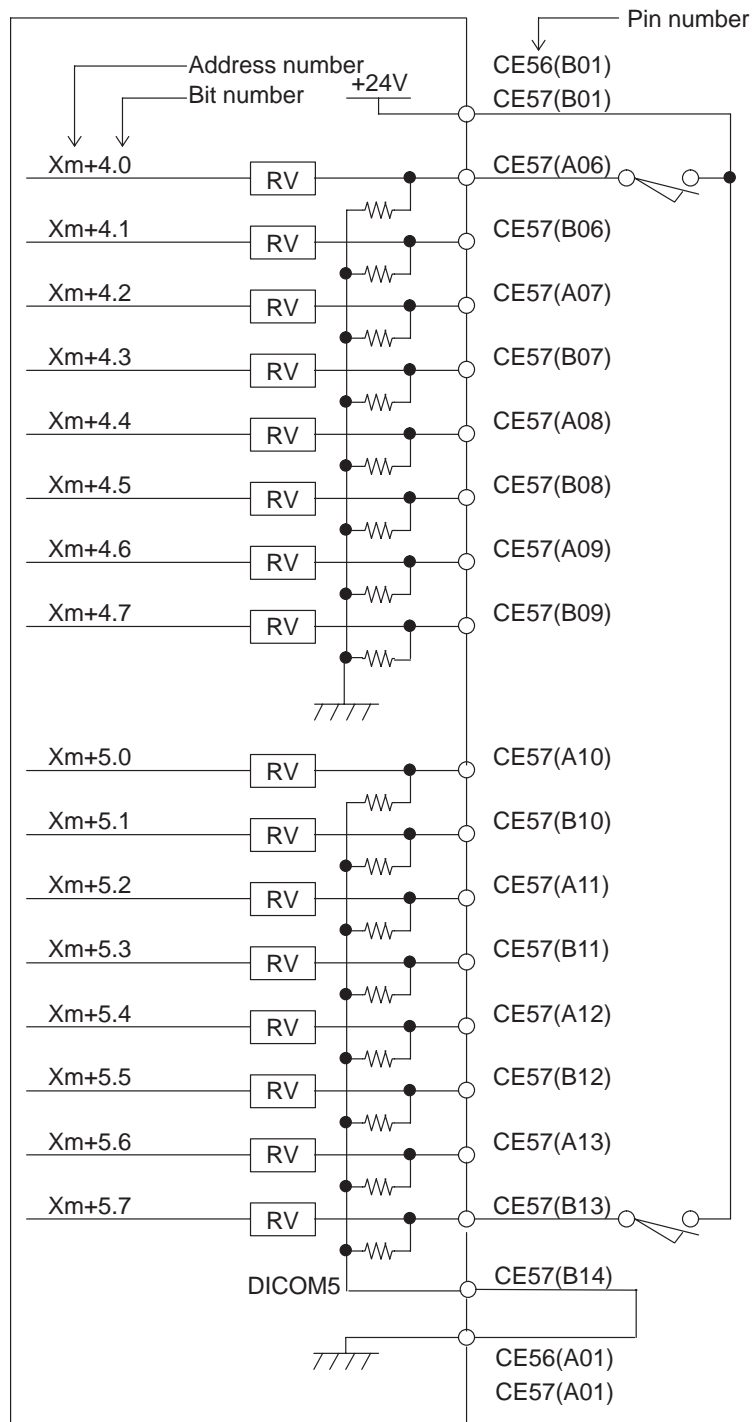 Pin number
CE56(B01)
Address number
+24V
CE57(B01)
Bit number
Xm+4.0 RV CE57(A06)
Xm+4.1 RV CE57(B06)
Xm+4.2 RV CE57(A07)
Xm+4.3 RV CE57(B07)
Xm+4.4 RV CE57(A08)
Xm+4.5 RV CE57(B08)
Xm+4.6 RV CE57(A09)
Xm+4.7 RV CE57(B09)
Xm+5.0 RV CE57(A10)
Xm+5.1 RV CE57(B10)
Xm+5.2 RV CE57(A11)
Xm+5.3 RV CE57(B11)
Xm+5.4 RV CE57(A12)
Xm+5.5 RV CE57(B12)
Xm+5.6 RV CE57(A13)
Xm+5.7 RV CE57(B13)
DICOM5 CE57(B14)
CE56(A01)
CE57(A01)